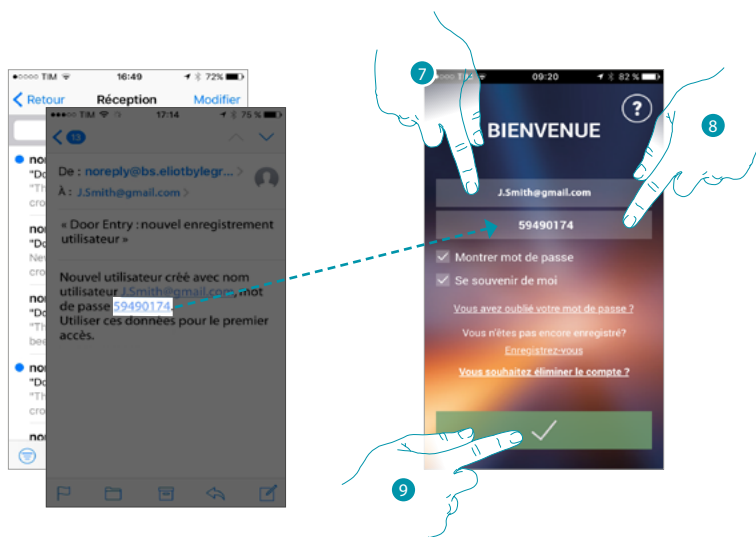 ●○○○○ TIM 16:49 72%
Retour Réception Modifier
●●●○○ TIM 17:14 75 %
13
De : noreply@bs.eliotbylegr...
À : J.Smith@gmail.com
« Door Entry : nouvel enregistrement
utilisateur »
Nouvel utilisateur créé avec nom
utilisateur J.Smith@gmail.com, mot
de passe 59490174.
Utiliser ces données pour le premier
accès.
7
TIM 09:20 82 %
?
BIENVENUE
8
J.Smith@gmail.com
59490174
Montrer mot de passe
Se souvenir de moi
Vous avez oublié votre mot de passe ?
Vous n'êtes pas encore enregistré?
Enregistrez-vous
Vous souhaitez éliminer le compte ?
9